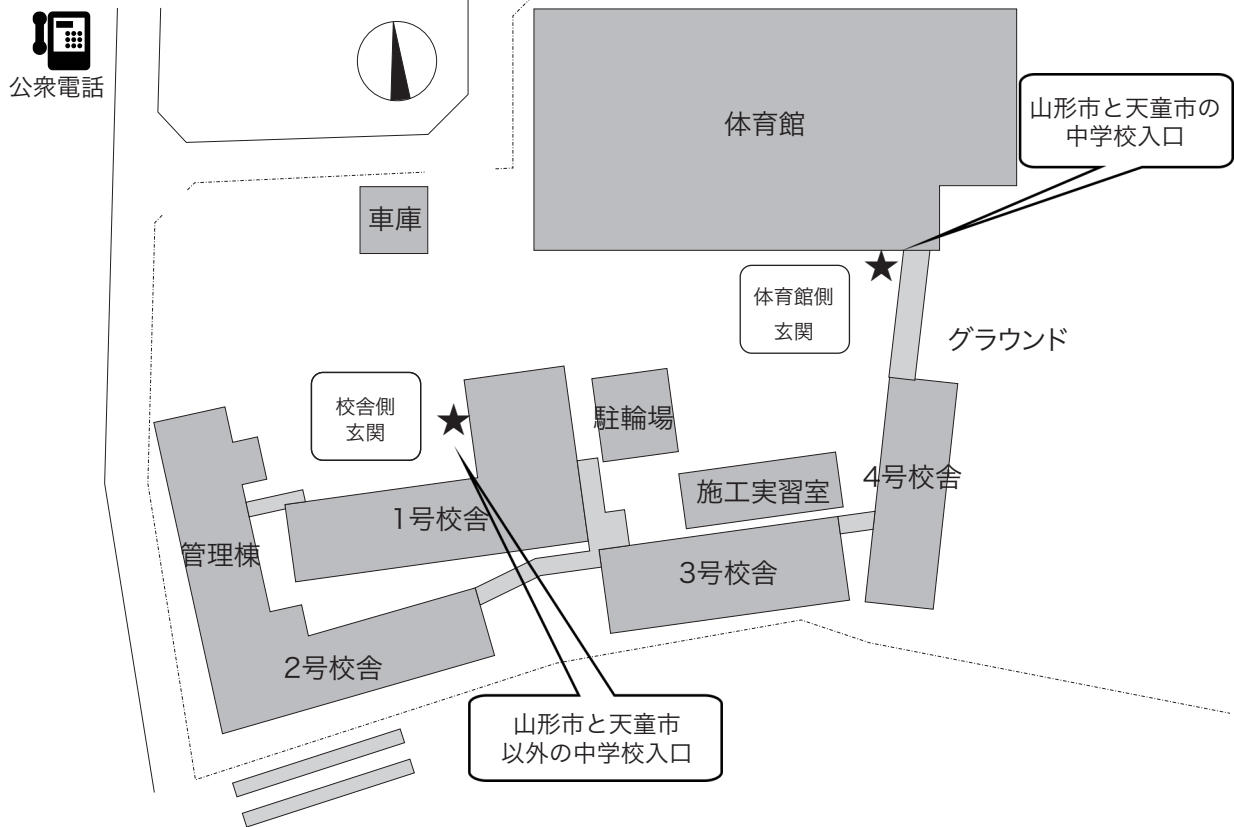 公衆電話
体育館
山形市と天童市の
中学校入口
車庫
体育館側
玄関
グラウンド
校舎側
玄関
駐輪場
4号校舎
施工実習室
1号校舎
管理棟
3号校舎
2号校舎
山形市と天童市
以外の中学校入口